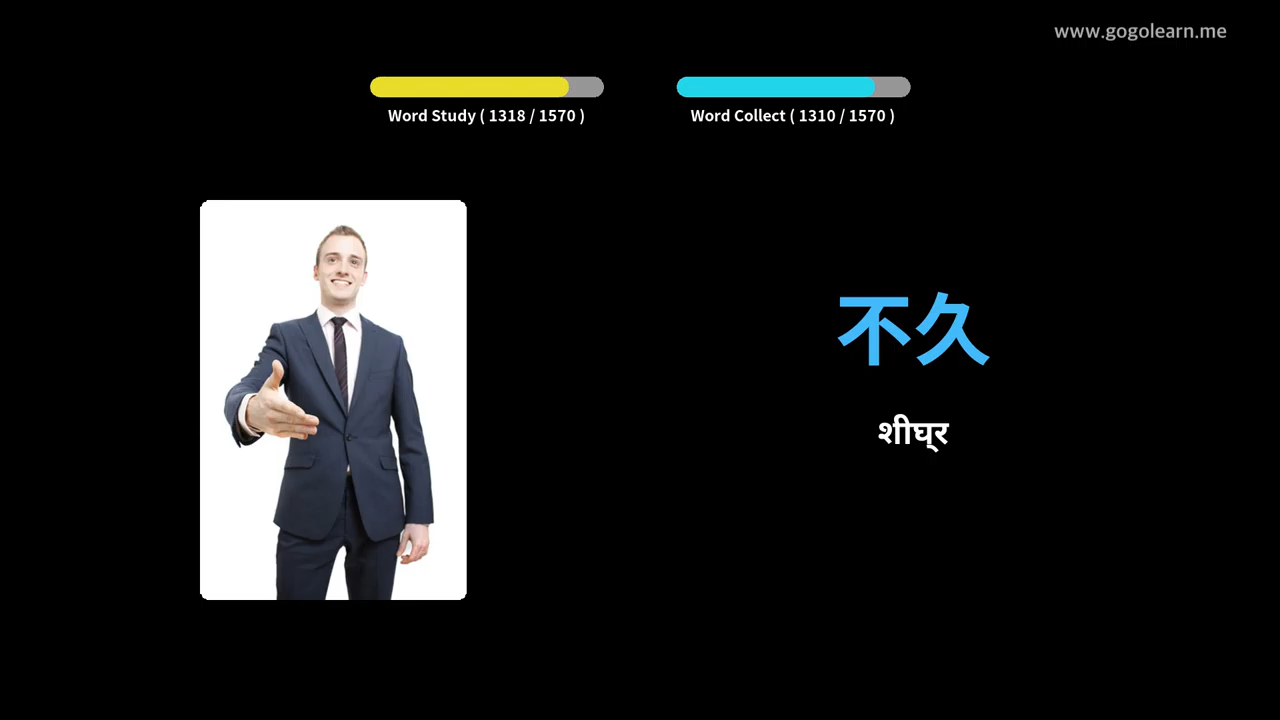 www.gogolearn.me
Word Study ( 1318 / 1570 )
Word Collect ( 1310 / 1570 )
不久
शीघ्र